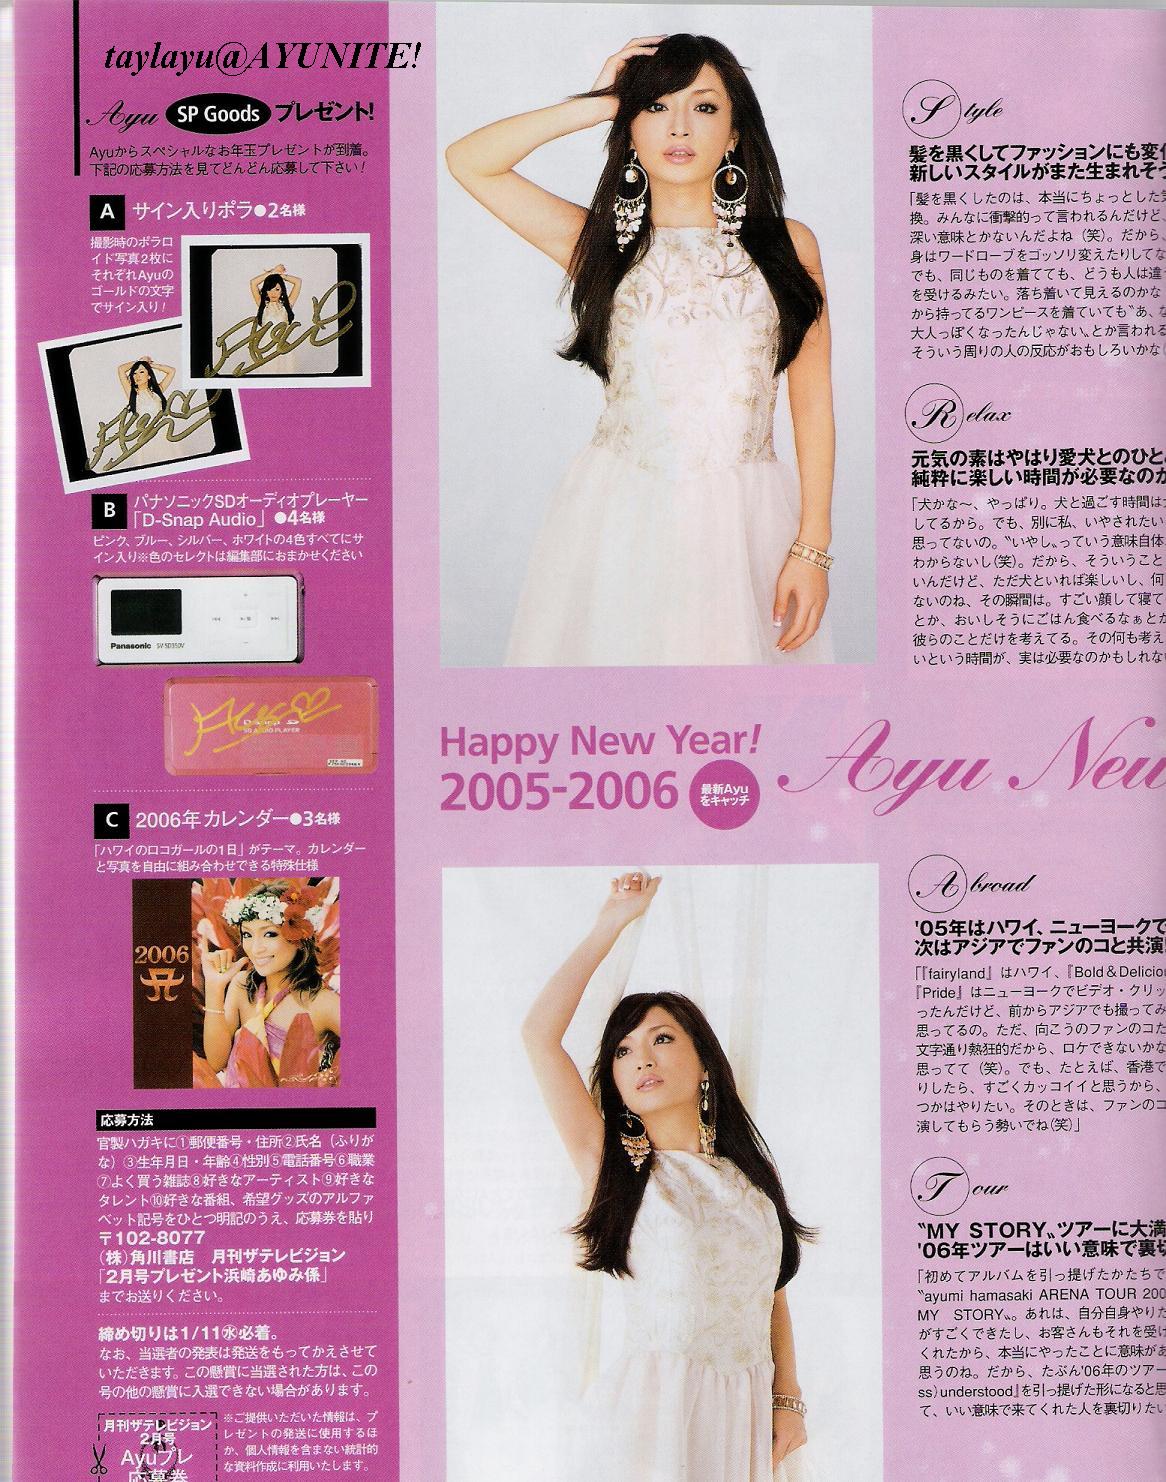 taylayu@AYUNITE!
Ayu SP Goods プレゼント!
Ayuからスペシャルなお年玉プレゼントが到着。
下記の応募方法を見てどんどん応募して下さい!
A サイン入りポラ●2名様
撮影時のポラロ
イド写真2枚に
それぞれAyuの
ゴールドの文字
でサイン入り!
B パナソニックSDオーディオプレーヤー
「D-Snap Audio」●4名様
ピンク、ブルー、シルバー、ホワイトの4色すべてにサ
イン入り※色のセレクトは編集部におまかせください
Panasonic SV-SD350V
SD AUDIO PLAYER
C 2006年カレンダー●3名様
「ハワイのロコガールの1日」がテーマ。カレンダー
と写真を自由に組み合わせできる特殊仕様
2006
応募方法
官製ハガキに①郵便番号・住所②氏名（ふりが
な）③生年月日・年齢④性別⑤電話番号⑥職業
⑦よく買う雑誌⑧好きなアーティスト⑨好きな
タレント⑩好きな番組、希望グッズのアルファ
ベット記号をひとつ明記のうえ、応募券を貼り
〒102-8077
（株）角川書店　月刊ザテレビジョン
「2月号プレゼント浜崎あゆみ係」
までお送りください。
締め切りは1/11㊌必着。
なお、当選者の発表は発送をもってかえさせて
いただきます。この懸賞に当選された方は、この
号の他の懸賞に入選できない場合があります。
月刊ザテレビジョン
2月号
Ayuプレ
応募券
※ご提供いただいた情報は、プ
レゼントの発送に使用するほ
か、個人情報を含まない統計的
な資料作成に利用いたします。
Happy New Year!
2005-2006
最新Ayu
をキャッチ
Ayu New
Style
髪を黒くしてファッションにも変化
新しいスタイルがまた生まれそう
「髪を黒くしたのは、本当にちょっとした気
換。みんなに衝撃的って言われるんだけど、
深い意味とかないんだよね（笑）。だから、
身はワードローブをゴッソリ変えたりしてな
でも、同じものを着てても、どうも人は違
を受けるみたい。落ち着いて見えるのかな
から持ってるワンピースを着ていても〝あ、な
大人っぽくなったんじゃない〟とか言われる
そういう周りの人の反応がおもしろいかな
Relax
元気の素はやはり愛犬とのひと
純粋に楽しい時間が必要なのか
「犬かな〜、やっぱり。犬と過ごす時間は
してるから。でも、別に私、いやされたい
思ってないの。〝いやし〟っていう意味自体
わからないし(笑)。だから、そういうこと
いんだけど、ただ犬といれば楽しいし、何
ないのね、その瞬間は。すごい顔して寝て
とか、おいしそうにごはん食べるなぁとか
彼らのことだけを考えてる。その何も考え
いという時間が、実は必要なのかもしれな
Abroad
'05年はハワイ、ニューヨークで
次はアジアでファンのコと共演
「『fairyland』はハワイ、『Bold＆Deliciou
『Pride』はニューヨークでビデオ・クリッ
ったんだけど、前からアジアでも撮ってみ
思ってるの。ただ、向こうのファンのコた
文字通り熱狂的だから、ロケできないかな
思ってて（笑）。でも、たとえば、香港で
りしたら、すごくカッコイイと思うから、
つかはやりたい。そのときは、ファンのコ
演してもらう勢いでね(笑)」
Tour
〝MY STORY〟ツアーに大満
'06年ツアーはいい意味で裏切
「初めてアルバムを引っ提げたかたちで
〝ayumi hamasaki ARENA TOUR 200
MY STORY〟。あれは、自分自身やりた
がすごくできたし、お客さんもそれを受け
くれたから、本当にやったことに意味があ
思うのね。だから、たぶん'06年のツアー
ss）understood』を引っ提げた形になると思
て、いい意味で来てくれた人を裏切りたい